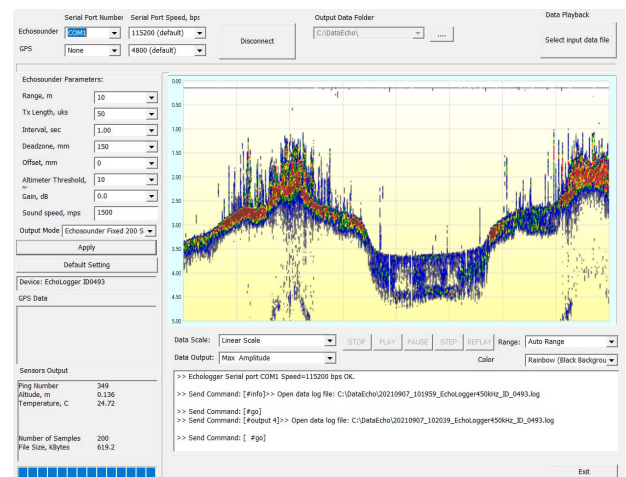 Serial Port Number Serial Port Speed, bps Output Data Folder Data Playback
Echosounder COM1 115200 (default) Disconnect C:\DataEcho\ .... Select input data file
GPS None 4800 (default)
Echosounder Parameters:
Range, m 10
Tx Length, uks 50
Interval, sec 1.00
Deadzone, mm 150
Offset, mm 0
Altimeter Threshold, 10
Gain, dB 0.0
Sound speed, mps 1500
Output Mode Echosounder Fixed 200 S
Apply
Default Setting
Device: EchoLogger ID0493
GPS Data
Sensors Output
Ping Number 349
Altitude, m 0.136
Temperature, C 24.72
Number of Samples 200
File Size, KBytes 619.2
0.00
0.50
1.00
1.50
2.00
2.50
3.00
3.50
4.00
4.50
5.00
Data Scale: Linear Scale STOP PLAY PAUSE STEP REPLAY Range: Auto Range
Data Output: Max Amplitude Color Rainbow (Black Backgrou
>> Echologger Serial port COM1 Speed=115200 bps OK.
>> Send Command: [#info]>> Open data log file: C:\DataEcho\20210907_101959_EchoLogger450kHz_ID_0493.log
>> Send Command: [#go]
>> Send Command: [#output 4]>> Open data log file: C:\DataEcho\20210907_102039_EchoLogger450kHz_ID_0493.log
>> Send Command: [ #go]
Exit